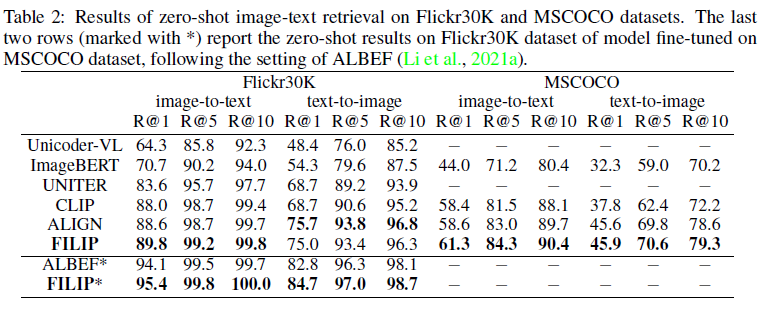 Table 2: Results of zero-shot image-text retrieval on Flickr30K and MSCOCO datasets. The last
two rows (marked with *) report the zero-shot results on Flickr30K dataset of model fine-tuned on
MSCOCO dataset, following the setting of ALBEF (Li et al., 2021a).
Flickr30K MSCOCO
image-to-text text-to-image image-to-text text-to-image
R@1 R@5 R@10 R@1 R@5 R@10 R@1 R@5 R@10 R@1 R@5 R@10
Unicoder-VL 64.3 85.8 92.3 48.4 76.0 85.2 — — — — — —
ImageBERT 70.7 90.2 94.0 54.3 79.6 87.5 44.0 71.2 80.4 32.3 59.0 70.2
UNITER 83.6 95.7 97.7 68.7 89.2 93.9 — — — — — —
CLIP 88.0 98.7 99.4 68.7 90.6 95.2 58.4 81.5 88.1 37.8 62.4 72.2
ALIGN 88.6 98.7 99.7 75.7 93.8 96.8 58.6 83.0 89.7 45.6 69.8 78.6
FILIP 89.8 99.2 99.8 75.0 93.4 96.3 61.3 84.3 90.4 45.9 70.6 79.3
ALBEF* 94.1 99.5 99.7 82.8 96.3 98.1 — — — — — —
FILIP* 95.4 99.8 100.0 84.7 97.0 98.7 — — — — — —